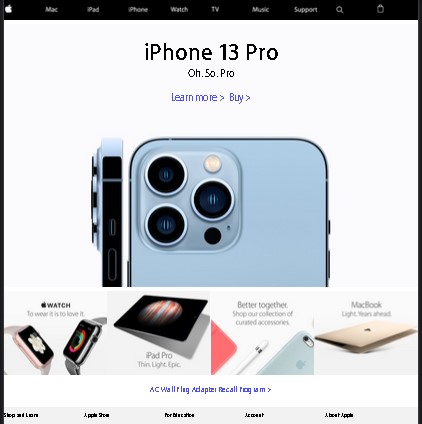 Mac iPad iPhone Watch TV Music Support
iPhone 13 Pro
Oh. So. Pro
Learn more > Buy >
WATCH
To wear it is to love it.
iPad Pro
Thin. Light. Epic.
Better together.
Shop our collection of
curated accessories.
MacBook
Light. Years ahead.
AC Wall Plug Adapter Recall Program >
Shop and Learn Apple Store For Education Account About Apple